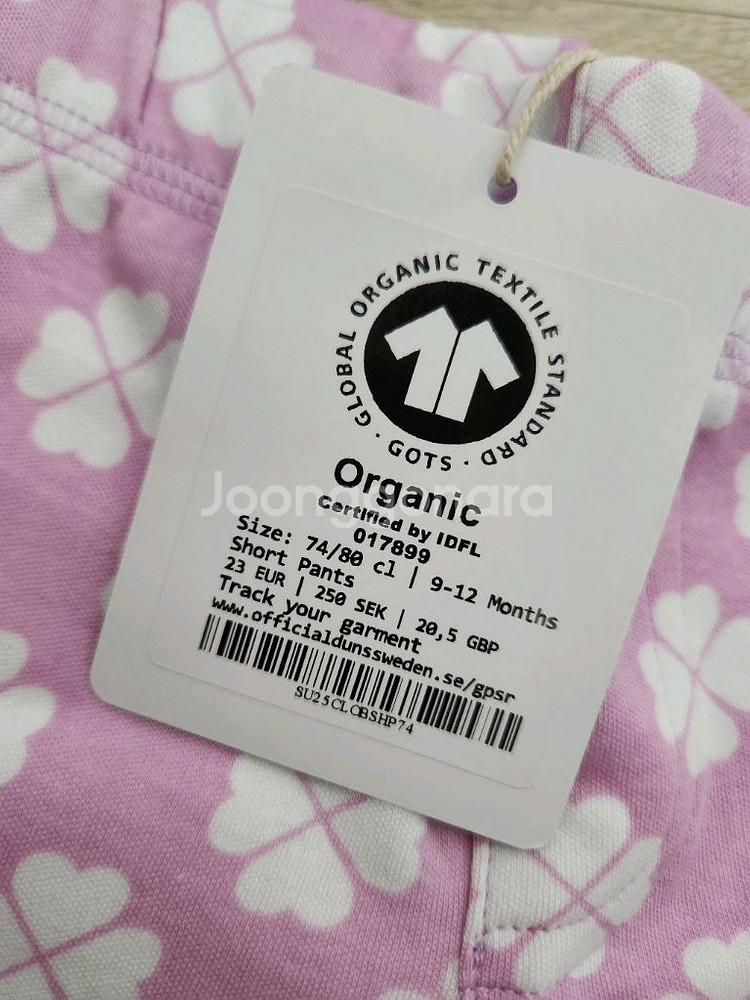 GLOBAL ORGANIC TEXTILE STANDARD · GOTS ·
Organic
Certified by IDFL
017899
Size: 74/80 cl | 9-12 Months
Short Pants
23 EUR | 250 SEK | 20,5 GBP
Track your garment
www.officialdunssweden.se/gpsr
SU25CLOBSHP74
Joonggonara